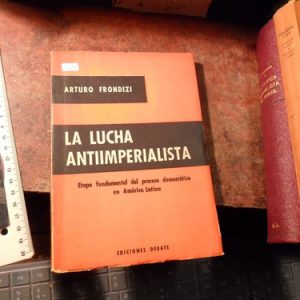 ARTURO FRONDIZI
LA LUCHA
ANTIIMPERIALISTA
Etapa fundamental del proceso democrático
en América Latina
EDICIONES DEBATE